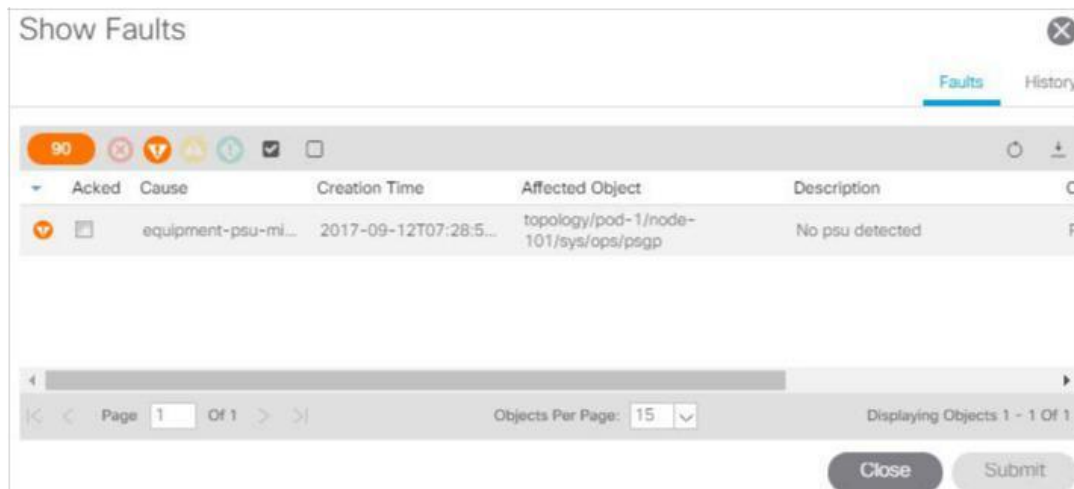 Show Faults
Faults History
90
Acked Cause Creation Time Affected Object Description
equipment-psu-mi... 2017-09-12T07:28:5... topology/pod-1/node-
101/sys/ops/psgp No psu detected
Page 1 Of 1 Objects Per Page: 15 Displaying Objects 1 - 1 Of 1
Close Submit